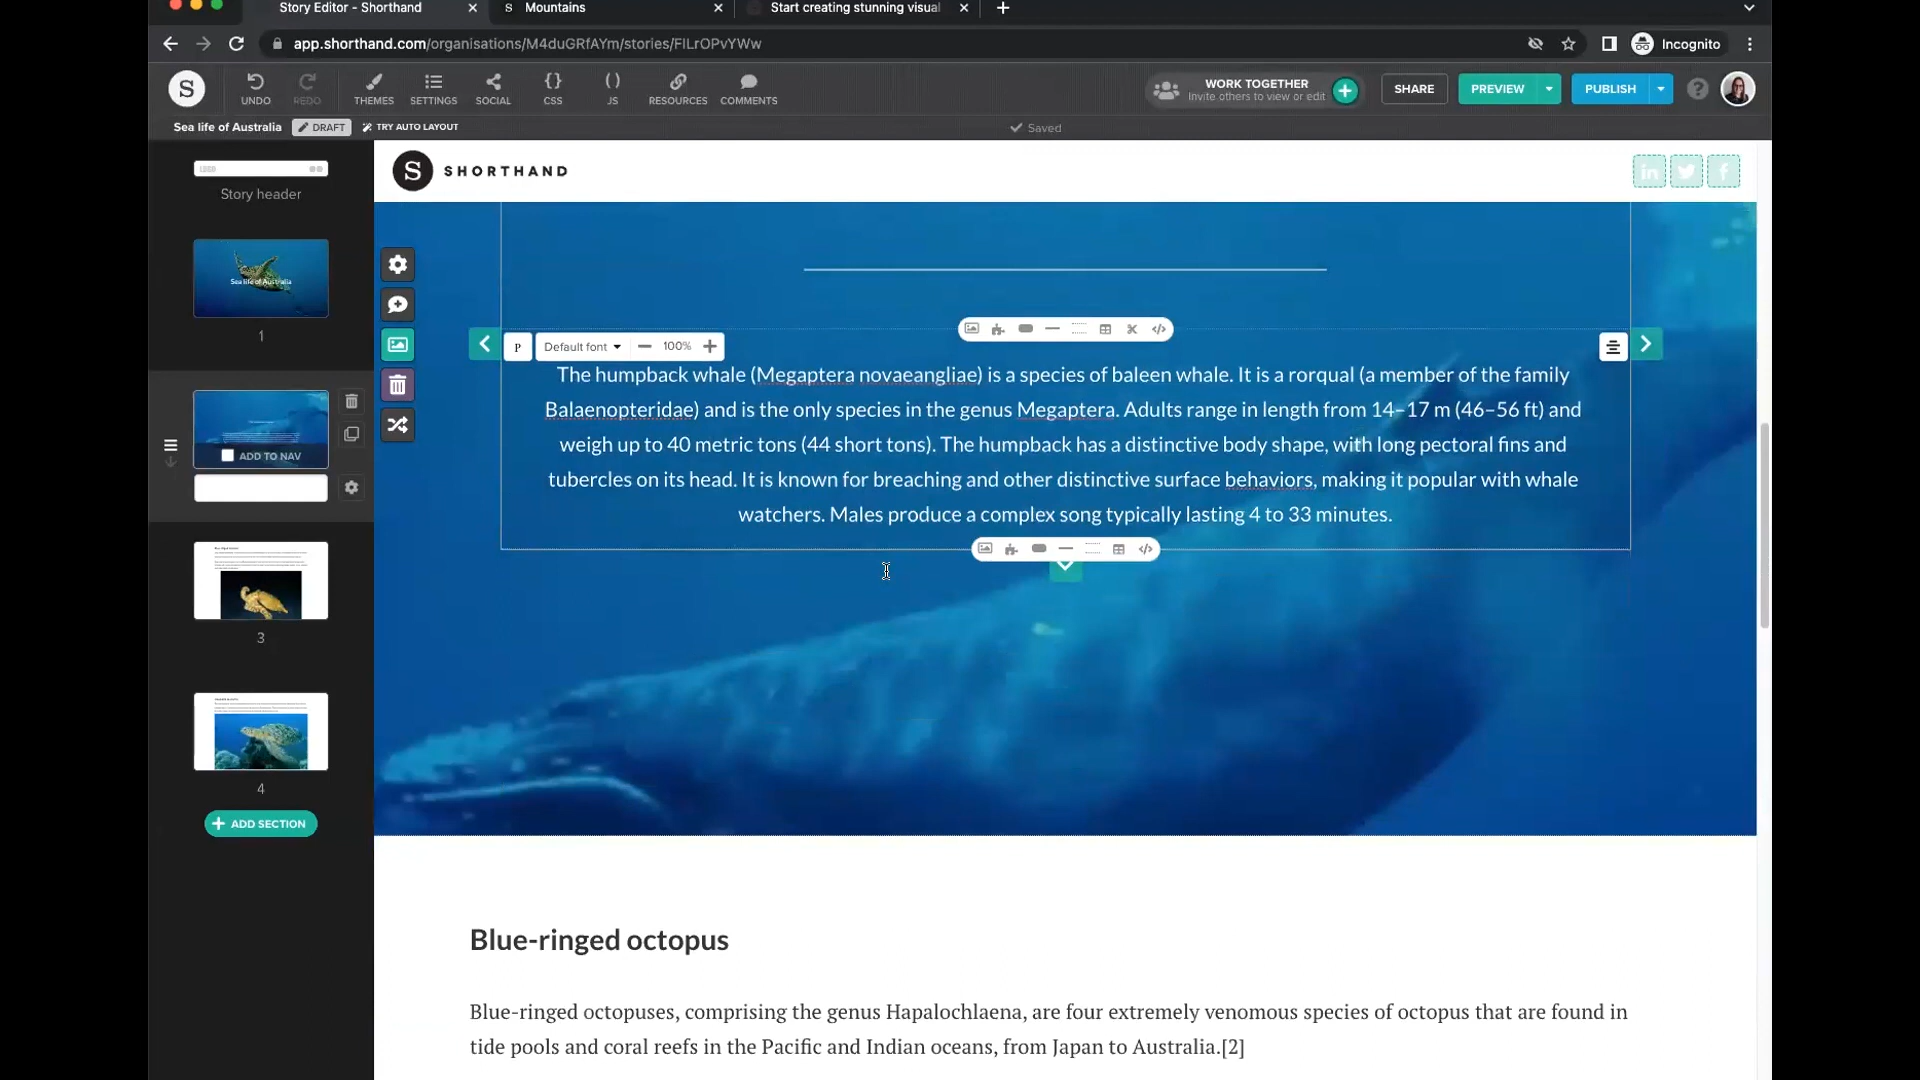 Story Editor - Shorthand
Mountains
Start creating stunning visual
app.shorthand.com/organisations/M4duGRfAYm/stories/FILrOPvYWw
Incognito
S
UNDO
REDO
THEMES
SETTINGS
SOCIAL
CSS
JS
RESOURCES
COMMENTS
WORK TOGETHER
Invite others to view or edit
SHARE
PREVIEW
PUBLISH
Sea life of Australia
DRAFT
TRY AUTO LAYOUT
Saved
Story header
Sea life of Australia
1
ADD TO NAV
3
4
ADD SECTION
S SHORTHAND
P
Default font
100%
The humpback whale (Megaptera novaeangliae) is a species of baleen whale. It is a rorqual (a member of the family
Balaenopteridae) and is the only species in the genus Megaptera. Adults range in length from 14–17 m (46–56 ft) and
weigh up to 40 metric tons (44 short tons). The humpback has a distinctive body shape, with long pectoral fins and
tubercles on its head. It is known for breaching and other distinctive surface behaviors, making it popular with whale
watchers. Males produce a complex song typically lasting 4 to 33 minutes.
Blue-ringed octopus
Blue-ringed octopuses, comprising the genus Hapalochlaena, are four extremely venomous species of octopus that are found in
tide pools and coral reefs in the Pacific and Indian oceans, from Japan to Australia.[2]